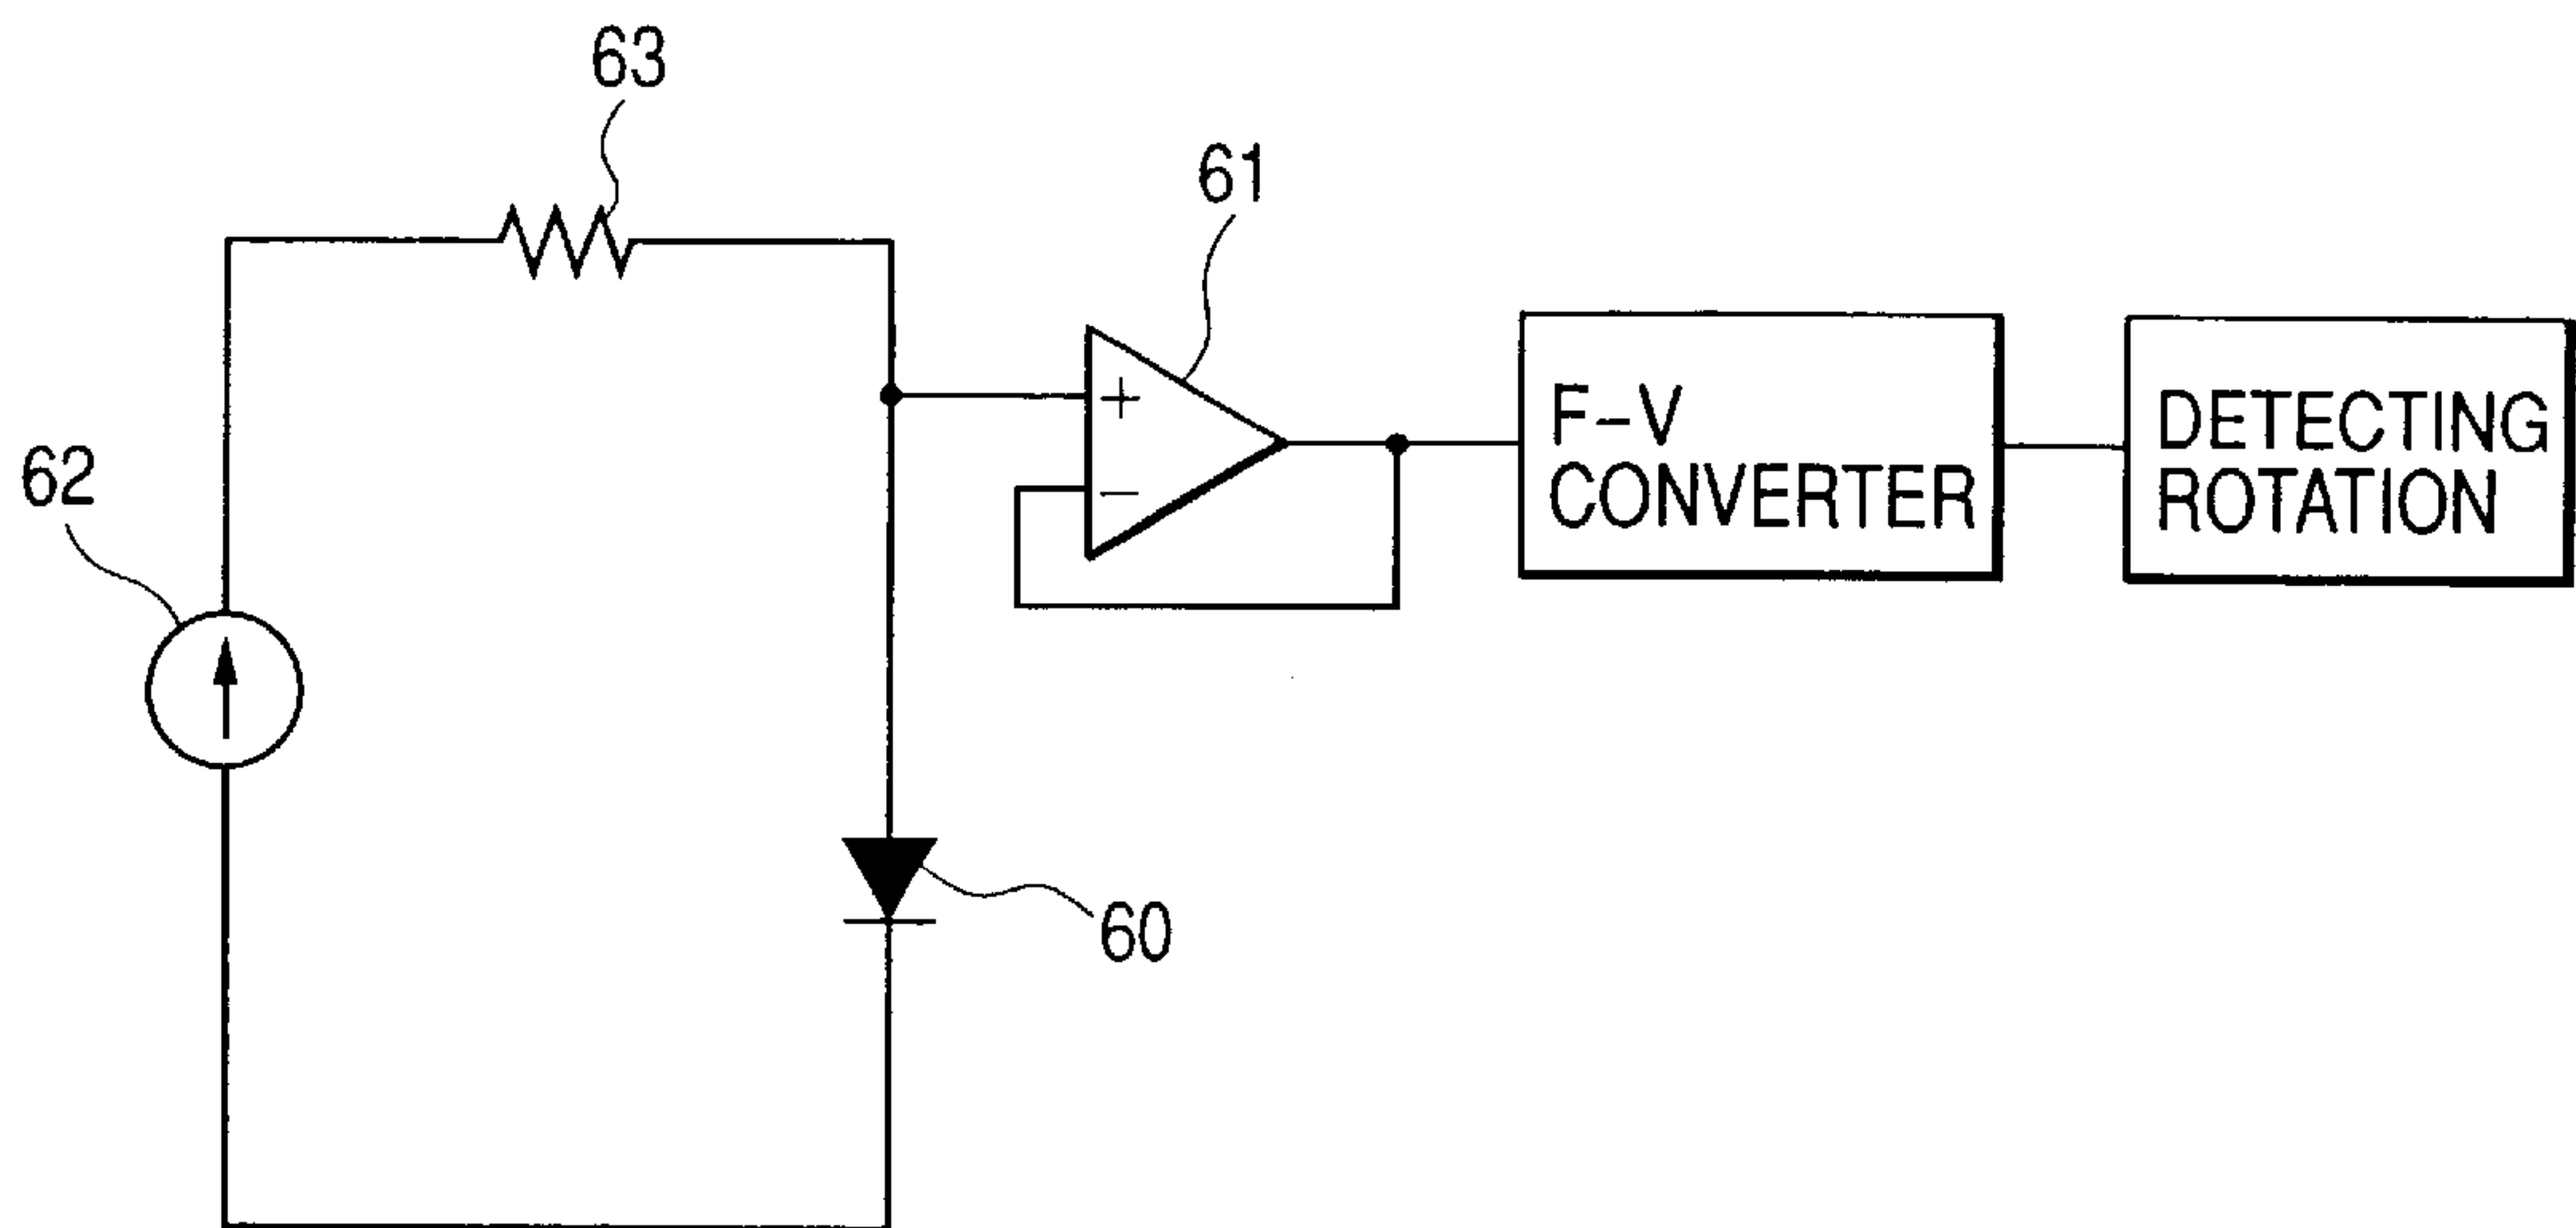 63
61
62
+
−
F-V
CONVERTER
DETECTING
ROTATION
60